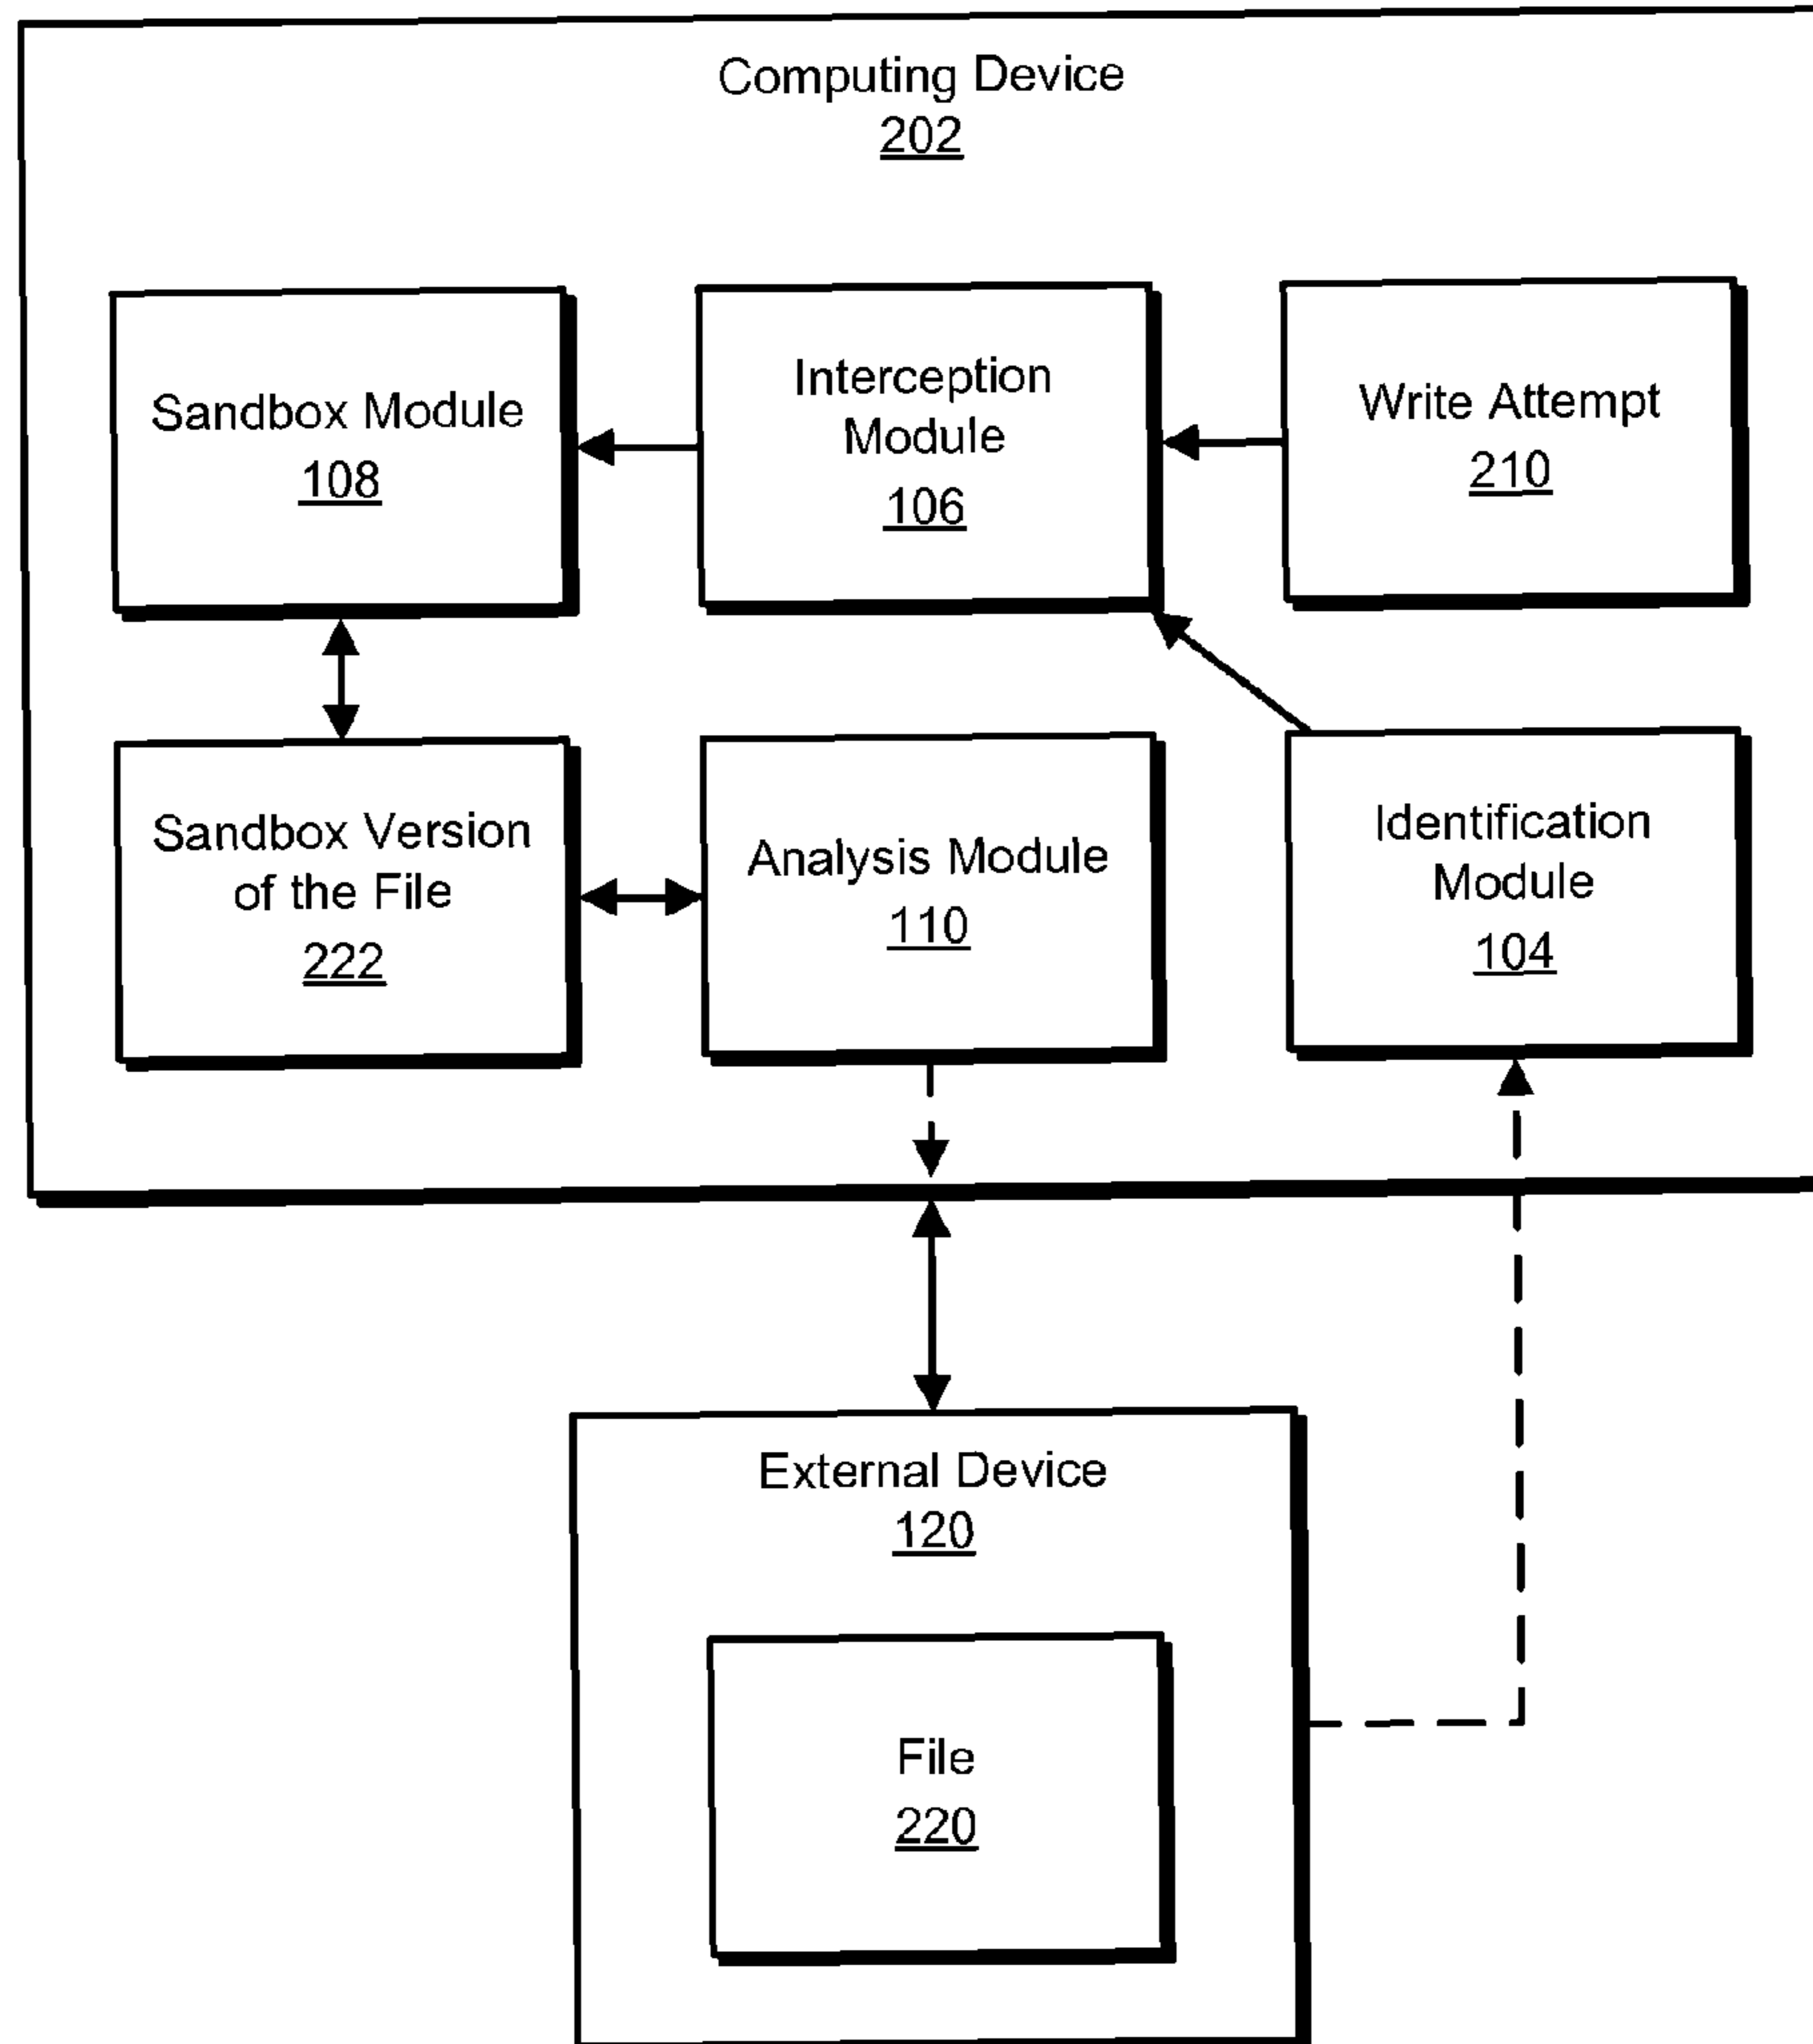 Computing Device
202
Sandbox Module
108
Interception
Module
106
Write Attempt
210
Sandbox Version
of the File
222
Analysis Module
110
Identification
Module
104
External Device
120
File
220